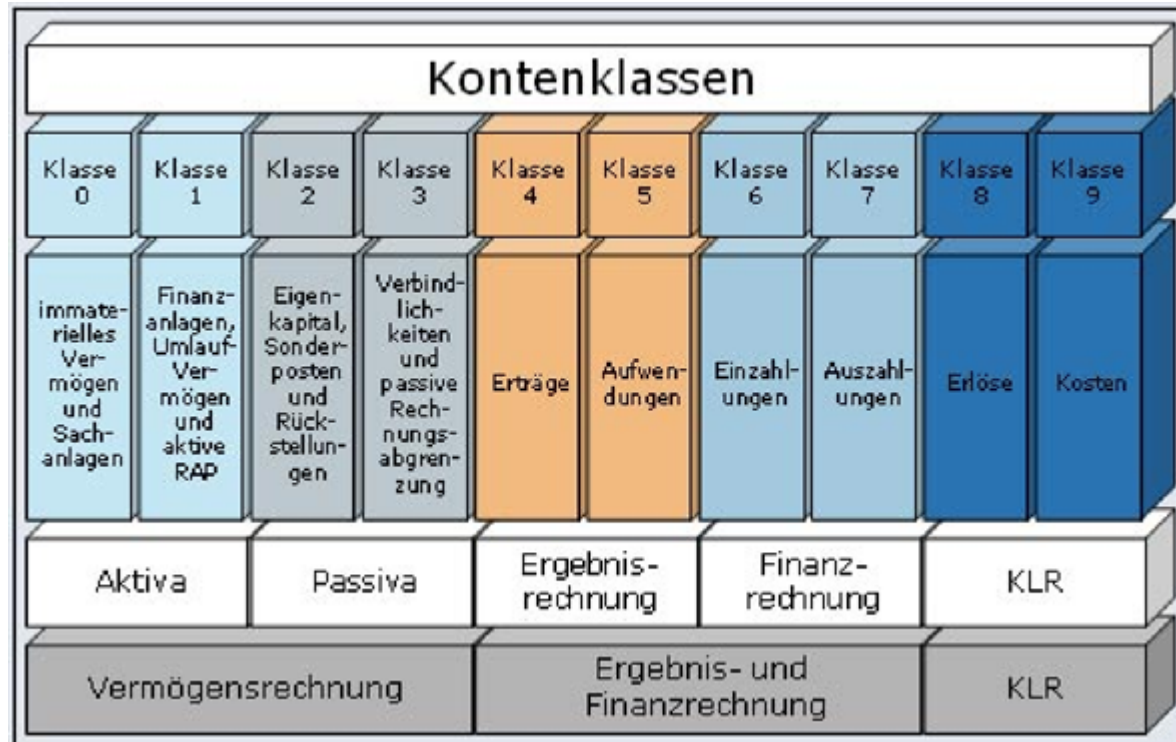 Kontenklassen
Klasse
0
Klasse
1
Klasse
2
Klasse
3
Klasse
4
Klasse
5
Klasse
6
Klasse
7
Klasse
8
Klasse
9
immate-
rielles
Ver-
mögen
und
Sach-
anlagen
Finanz-
anlagen,
Umlauf-
Ver-
mögen
und
aktive
RAP
Eigen-
kapital,
Sonder-
posten
und
Rück-
stellun-
gen
Verbind-
lich-
keiten
und
passive
Rech-
nungs-
abgren-
zung
Erträge
Aufwen-
dungen
Einzahl-
ungen
Auszahl-
ungen
Erlöse
Kosten
Aktiva
Passiva
Ergebnis-
rechnung
Finanz-
rechnung
KLR
Vermögensrechnung
Ergebnis- und
Finanzrechnung
KLR